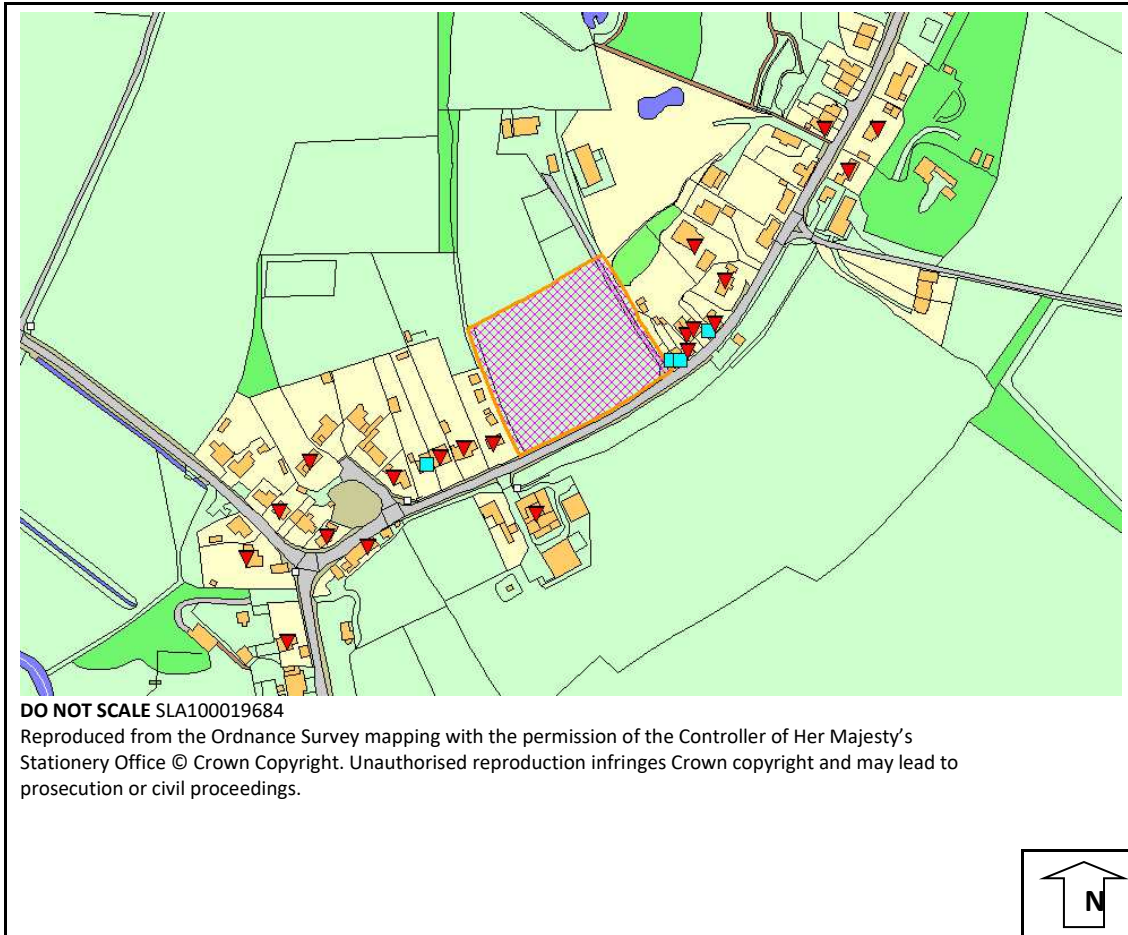 DO NOT SCALE SLA100019684
Reproduced from the Ordnance Survey mapping with the permission of the Controller of Her Majesty's
Stationery Office © Crown Copyright. Unauthorised reproduction infringes Crown copyright and may lead to
prosecution or civil proceedings.
N